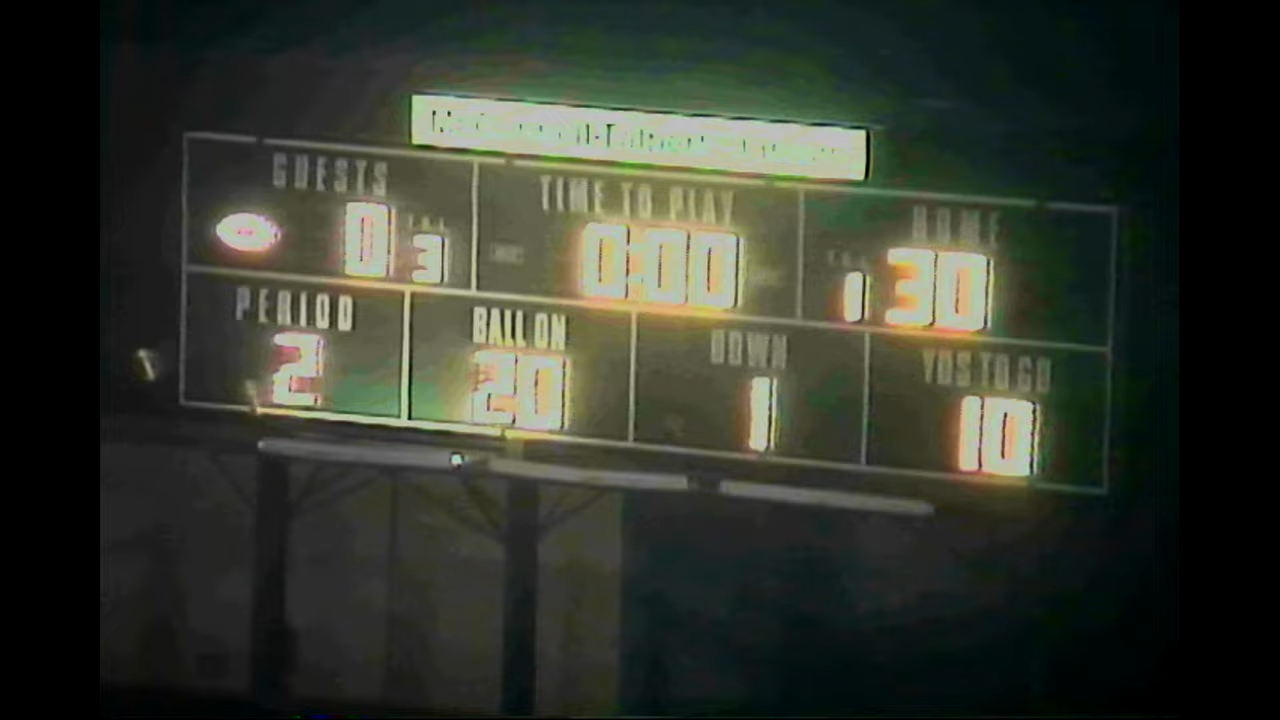 GUESTS TIME TO PLAY HOME
0 3 0:00 1 30
PERIOD BALL ON DOWN YDS TO GO
2 20 1 10